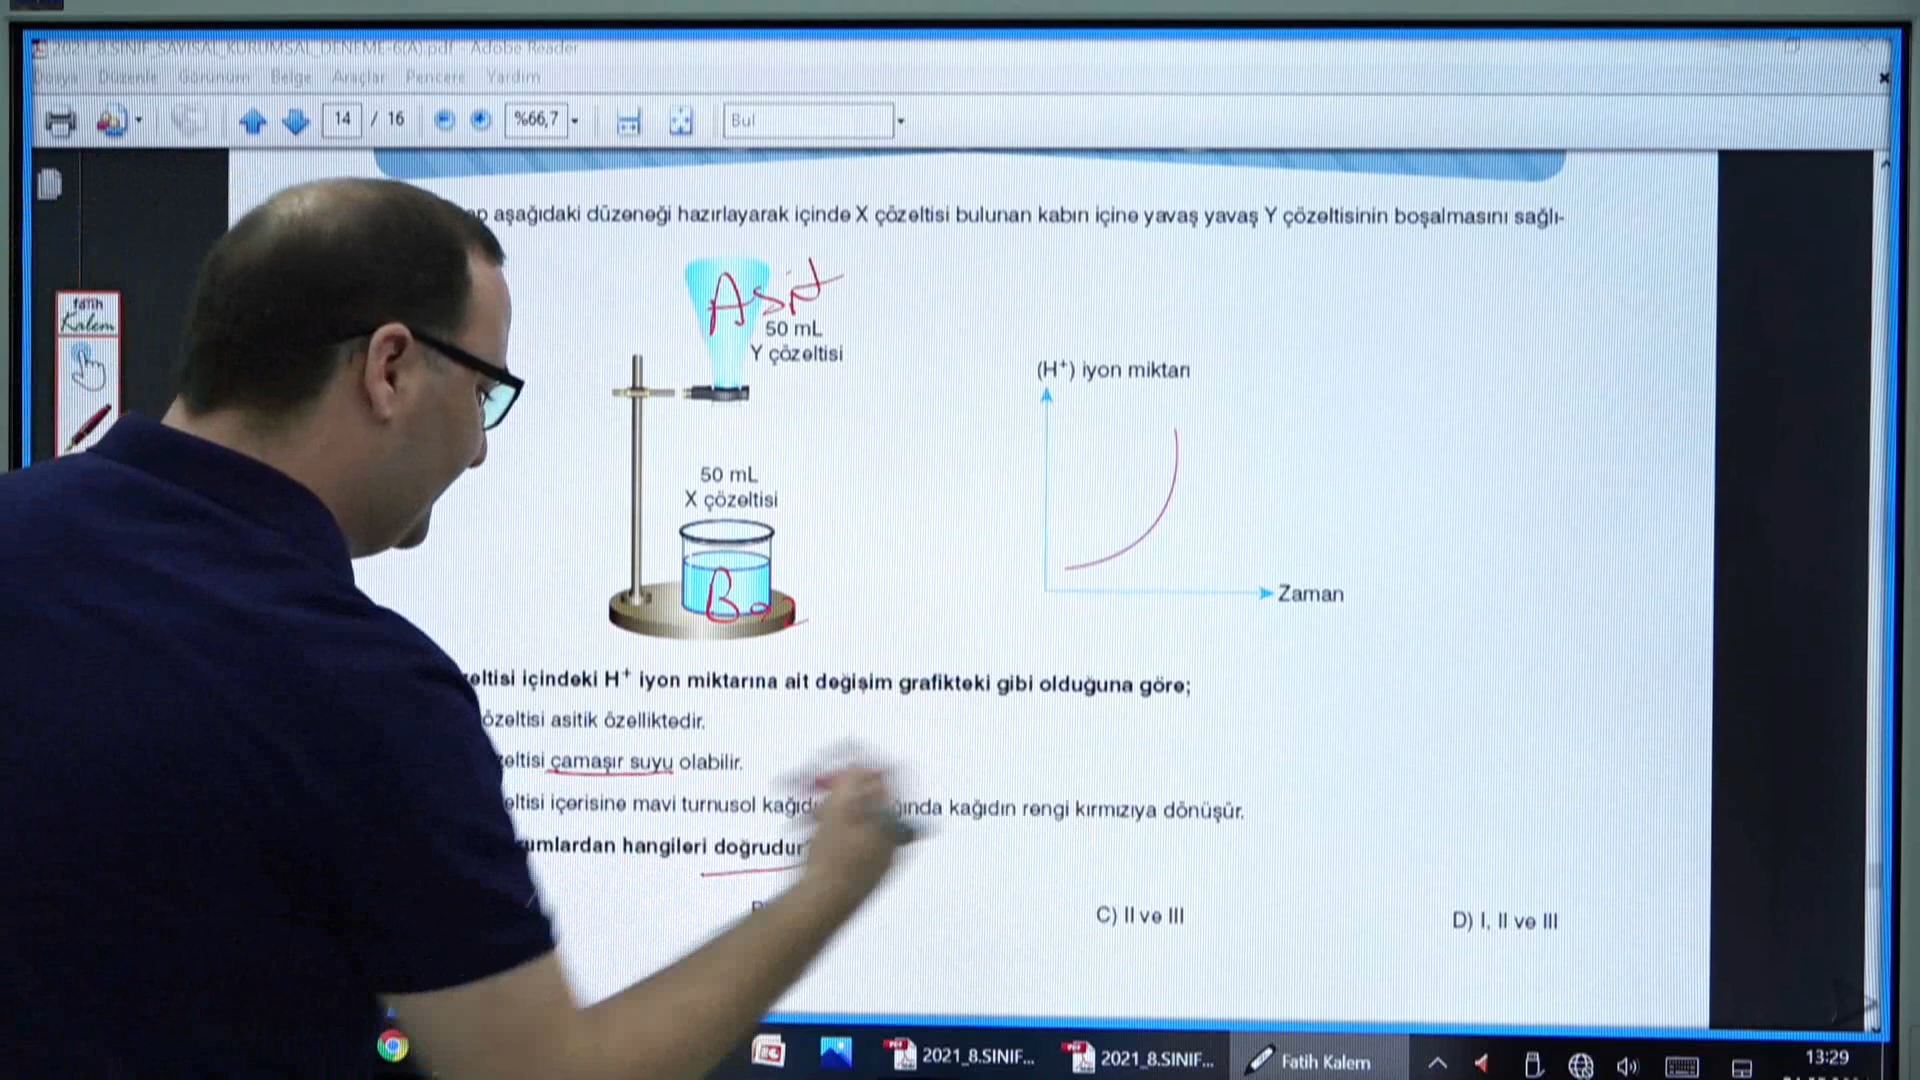 2021_8.SINIF_SAYISAL_KURUMSAL_DENEME-6(A).pdf - Adobe Reader
Dosya Düzenle Görünüm Belge Araçlar Pencere Yardım
14 / 16 %66,7 Bul
aşağıdaki düzeneği hazırlayarak içinde X çözeltisi bulunan kabın içine yavaş yavaş Y çözeltisinin boşalmasını sağlı-
fatih
Kalem
Asit
50 mL
Y çözeltisi
(H⁺) iyon miktarı
50 mL
X çözeltisi
Baz
Zaman
içindeki H⁺ iyon miktarına ait değişim grafikteki gibi olduğuna göre;
özeltisi asitik özelliktedir.
eltisi çamaşır suyu olabilir.
eltisi içerisine mavi turnusol kağıd ğında kağıdın rengi kırmızıya dönüşür.
umlardan hangileri doğrudur
C) II ve III
D) I, II ve III
2021_8.SINIF... 2021_8.SINIF... Fatih Kalem 13:29